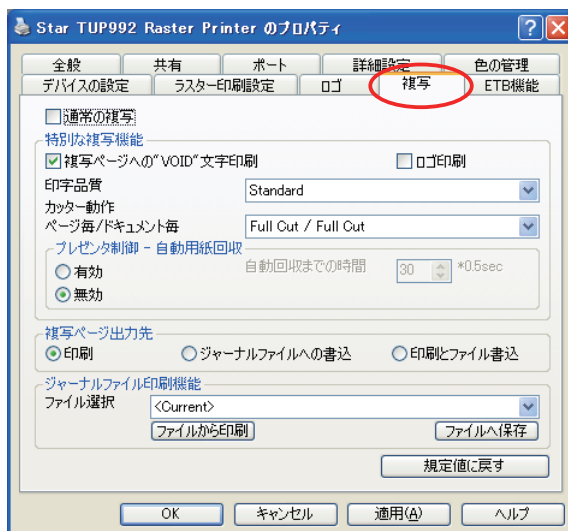 Star TUP992 Raster Printer のプロパティ
全般 共有 ポート 詳細設定 色の管理
デバイスの設定 ラスター印刷設定 ロゴ 複写 ETB機能
通常の複写
特別な複写機能
複写ページへの"VOID"文字印刷 ロゴ印刷
印字品質 Standard
カッター動作
ページ毎/ドキュメント毎 Full Cut / Full Cut
プレゼンタ制御 - 自動用紙回収
有効 自動回収までの時間 30 *0.5sec
無効
複写ページ出力先
印刷 ジャーナルファイルへの書込 印刷とファイル書込
ジャーナルファイル印刷機能
ファイル選択 <Current>
ファイルから印刷 ファイルへ保存
規定値に戻す
OK キャンセル 適用(A) ヘルプ